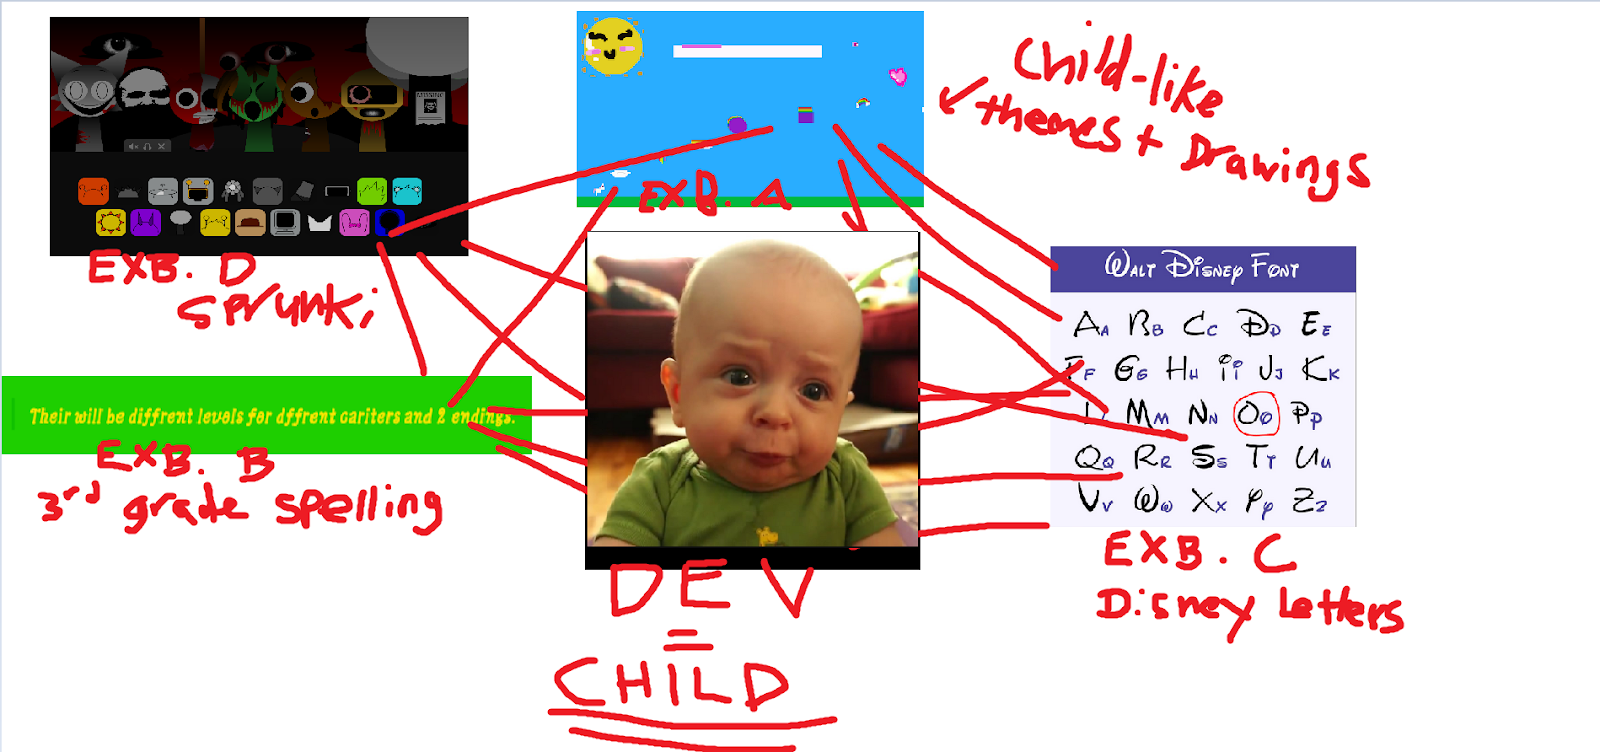 MISSING
Child-like
themes + Drawings
EXB. A
EXB. D
Sprunki
WALT DISNEY FONT
AA BB CC DD EE
FF GG HH Ii JJ KK
MM NN OO PP
QQ RR SS TT UU
VV WW XX YY ZZ
Their will be diffrent levels for dffrent cariters and 2 endings.
EXB. B
3rd grade spelling
EXB. C
Disney letters
DEV
=
CHILD